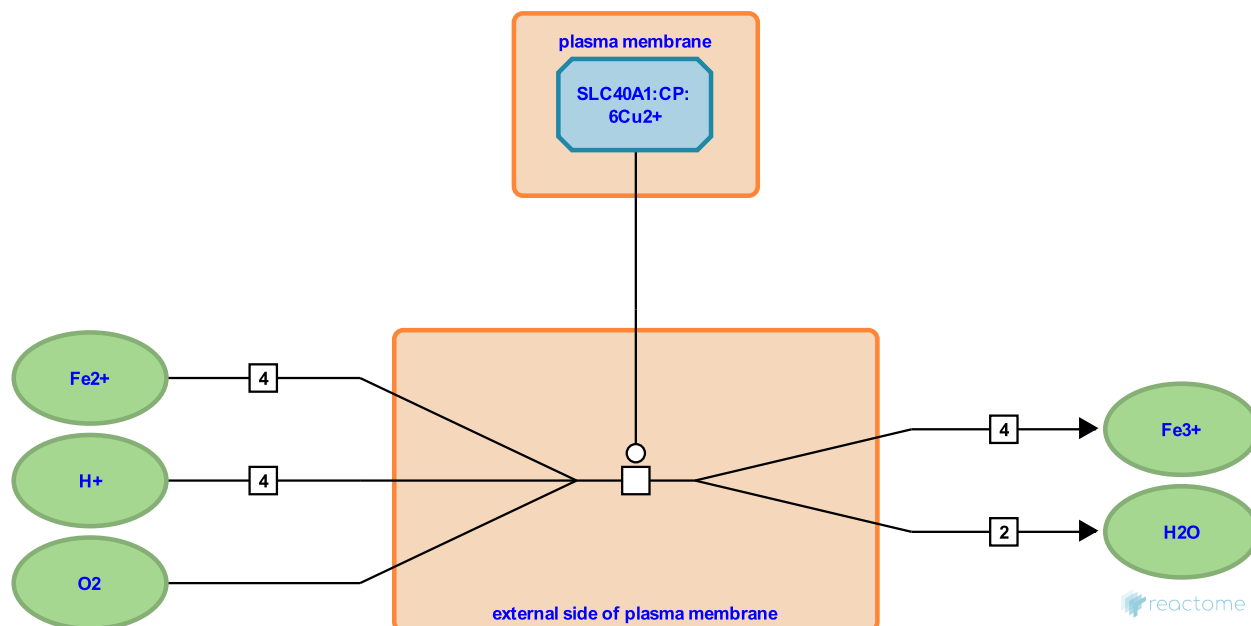 plasma membrane
SLC40A1:CP:
6Cu2+
Fe2+
4
H+
4
O2
4
Fe3+
2
H2O
external side of plasma membrane
reactome